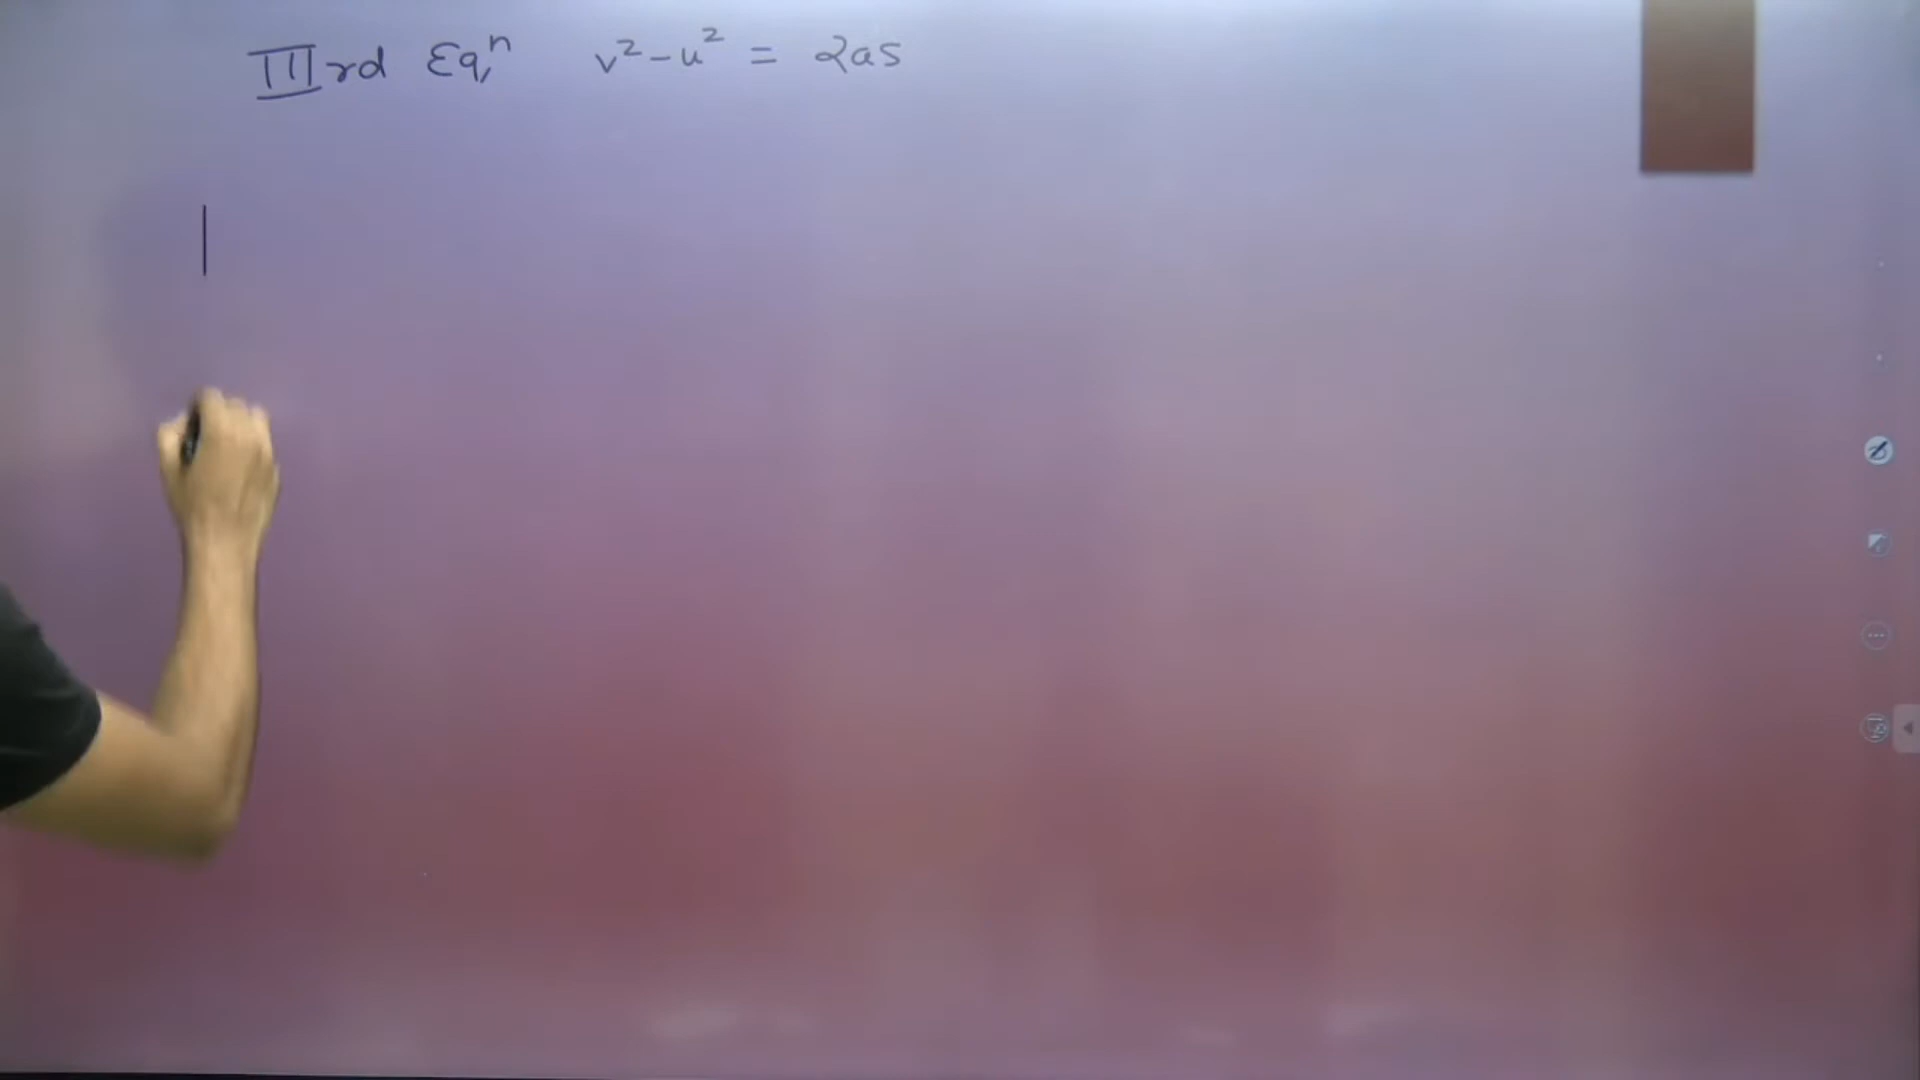 IIIrd Eqⁿ v² - u² = 2as